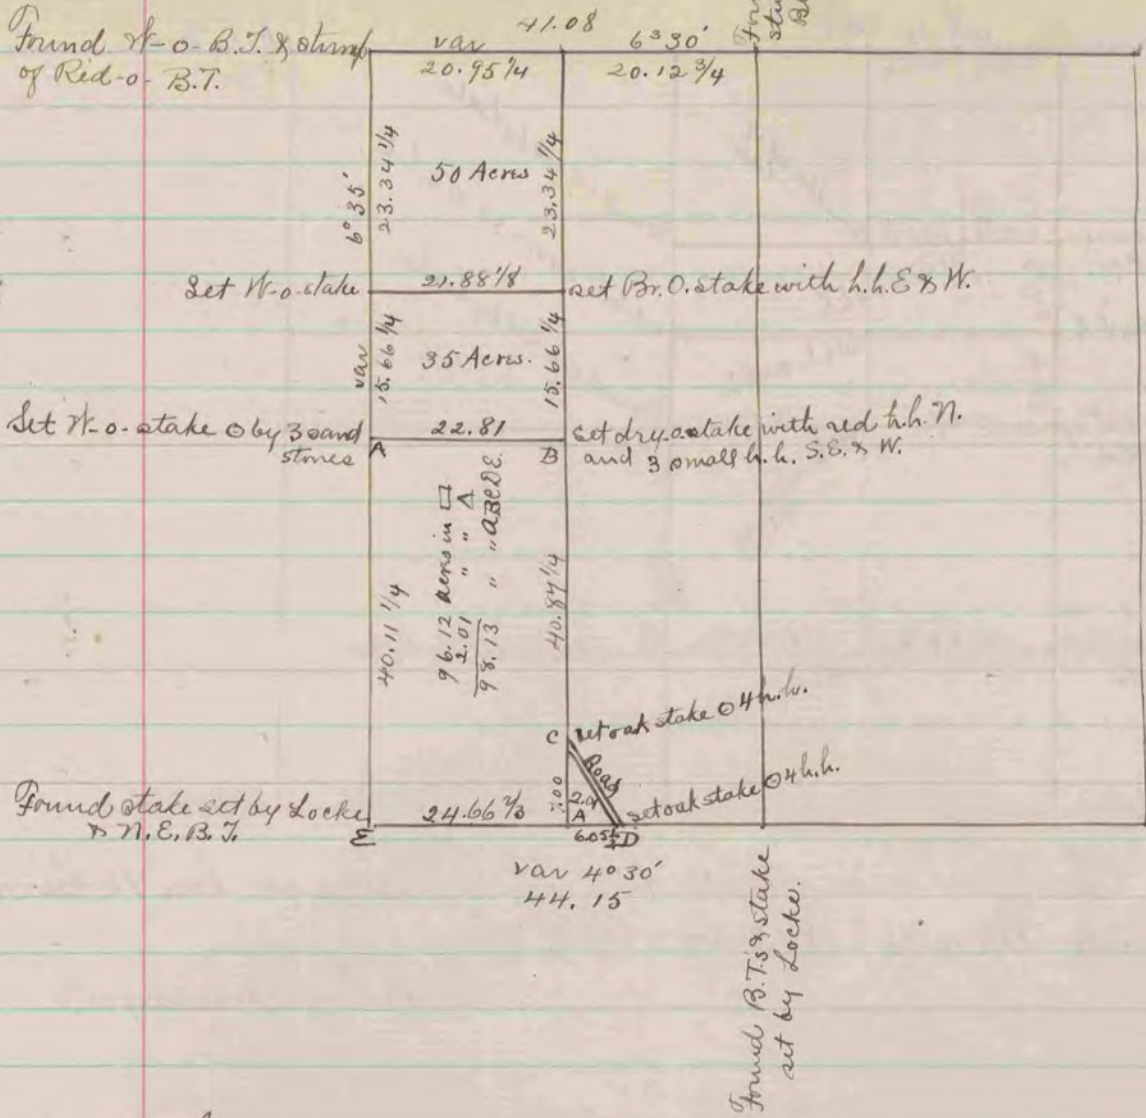 41.08
Found W-o-B.T. & stump
of Red-o-B.T.
var
6° 30'
20.95 1/4
20.12 3/4
6° 35'
23.34 1/4
50 Acres
23.34 1/4
Set W-o-stake
21.88 1/8
set Br. O. stake with h.h. E & W.
var
15.66 1/4
35 Acres.
15.66 1/4
Set W-o-stake ⊙ by 3 sand
stones
22.81
set dry o. stake with red h.h. N.
and 3 small h.h. S. E. & W.
A
B
96.12 Acres in ▭
2.01 " " △
98.13 " " ABCDE.
40.11 1/4
40.87 1/4
C
set oak stake ⊙ 4 h.h.
Road
7.00
2.01
A
set oak stake ⊙ 4 h.h.
Found stake set by Locke
& N.E. B.T.
24.66 2/3
E
D
var 4° 30'
44.15
Found B.T.s & stake
set by Locke.